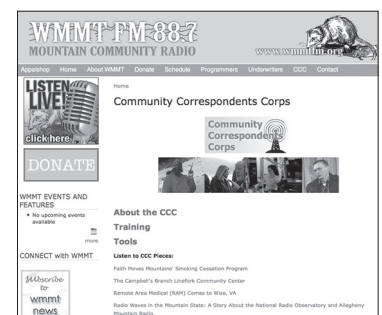 WMMT FM 88.7
MOUNTAIN COMMUNITY RADIO
www.wmmtfm.org
Appalshop Home About WMMT Donate Schedule Programmers Underwriters CCC Contact
LISTEN
LIVE!
click here
DONATE
WMMT EVENTS AND
FEATURES
No upcoming events
available
more
CONNECT with WMMT
Subscribe
to
wmmt
news
Home
Community Correspondents Corps
Community
Correspondents
Corps
About the CCC
Training
Tools
Listen to CCC Pieces:
Faith Moves Mountains' Smoking Cessation Program
The Campbell's Branch Linefork Community Center
Remote Area Medical (RAM) Comes to Wise, VA
Radio Waves in the Mountain State: A Story About the National Radio Observatory and Allegheny
Mountain Radio